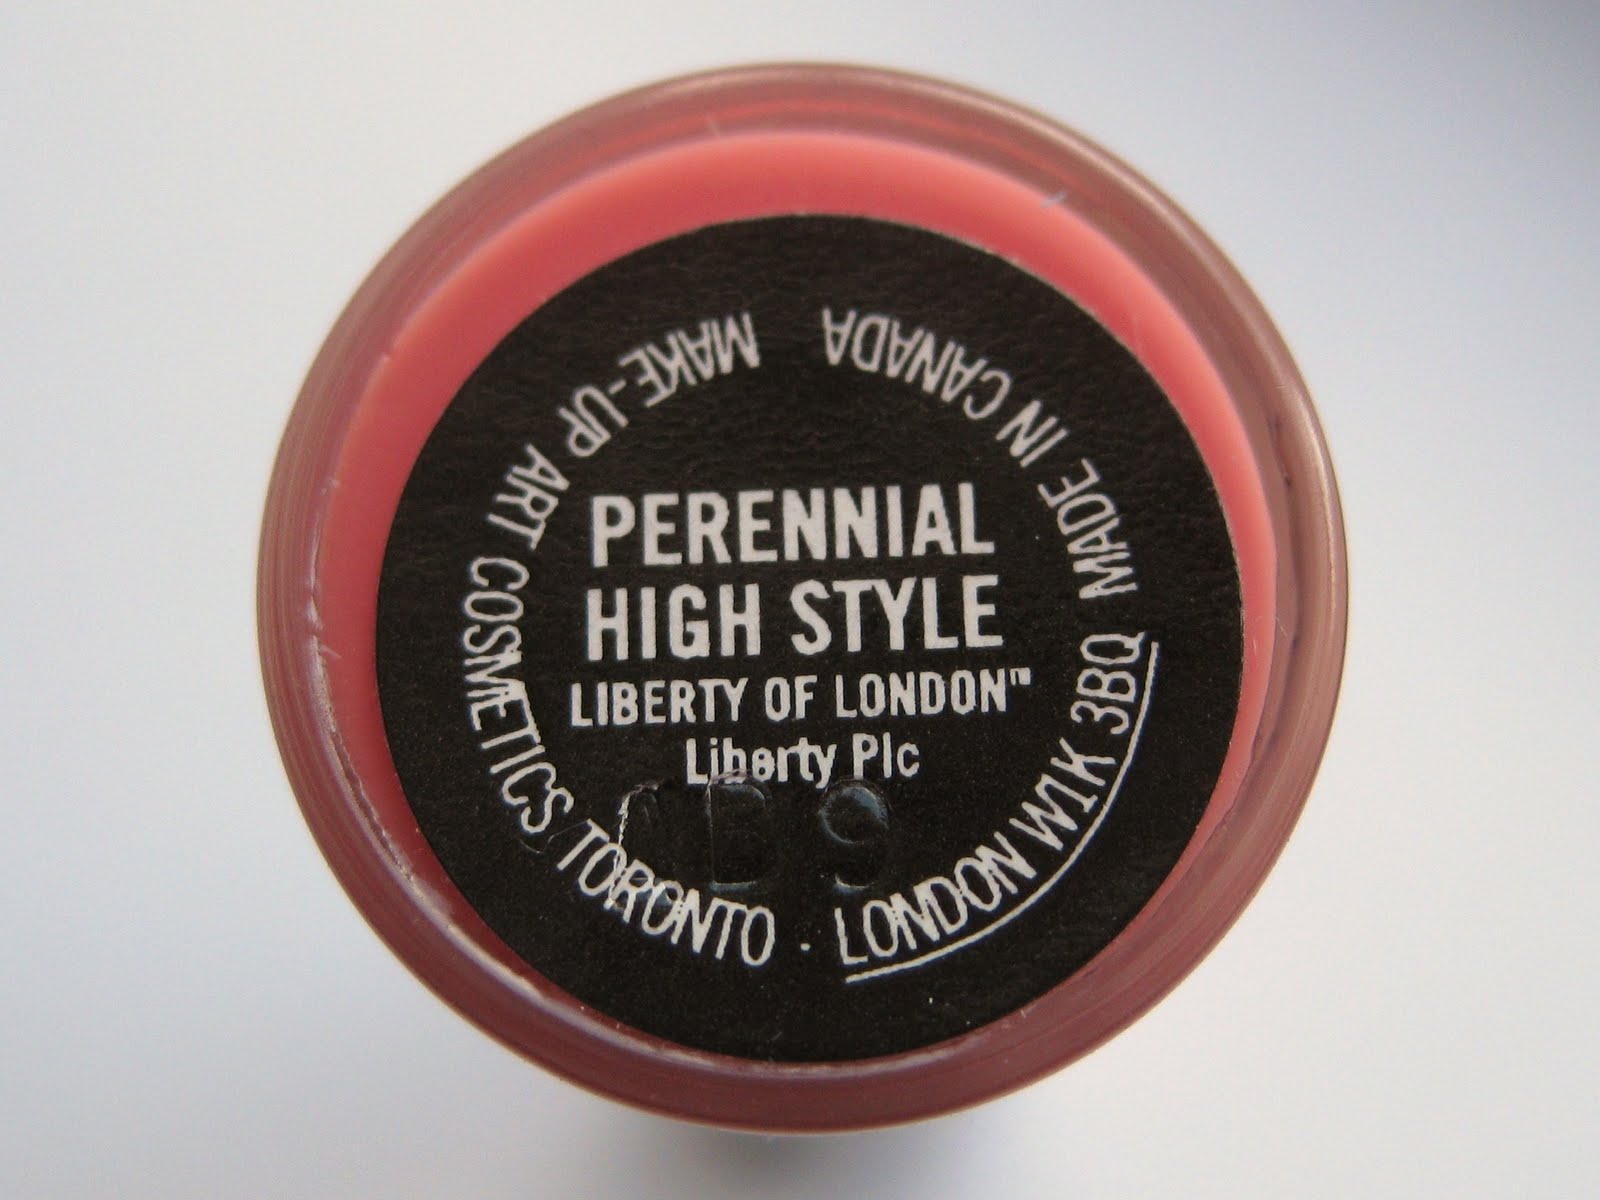 PERENNIAL
HIGH STYLE
LIBERTY OF LONDON™
Liberty Plc
B9
MAKE-UP ART COSMETICS TORONTO · LONDON W1K 3BQ MADE IN CANADA